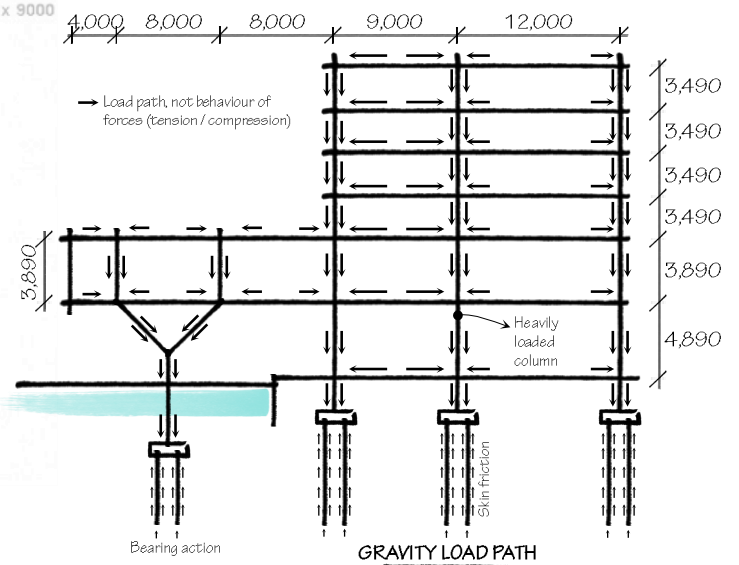 x 9000
4,000 8,000 8,000 9,000 12,000
Load path, not behaviour of
forces (tension / compression)
3,490
3,490
3,490
3,490
3,890
3,890
4,890
Heavily
loaded
column
Skin friction
Bearing action
GRAVITY LOAD PATH